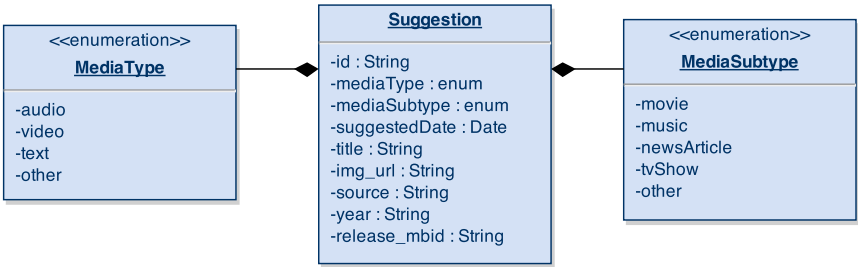 <<enumeration>>
MediaType
-audio
-video
-text
-other
Suggestion
-id : String
-mediaType : enum
-mediaSubtype : enum
-suggestedDate : Date
-title : String
-img_url : String
-source : String
-year : String
-release_mbid : String
<<enumeration>>
MediaSubtype
-movie
-music
-newsArticle
-tvShow
-other